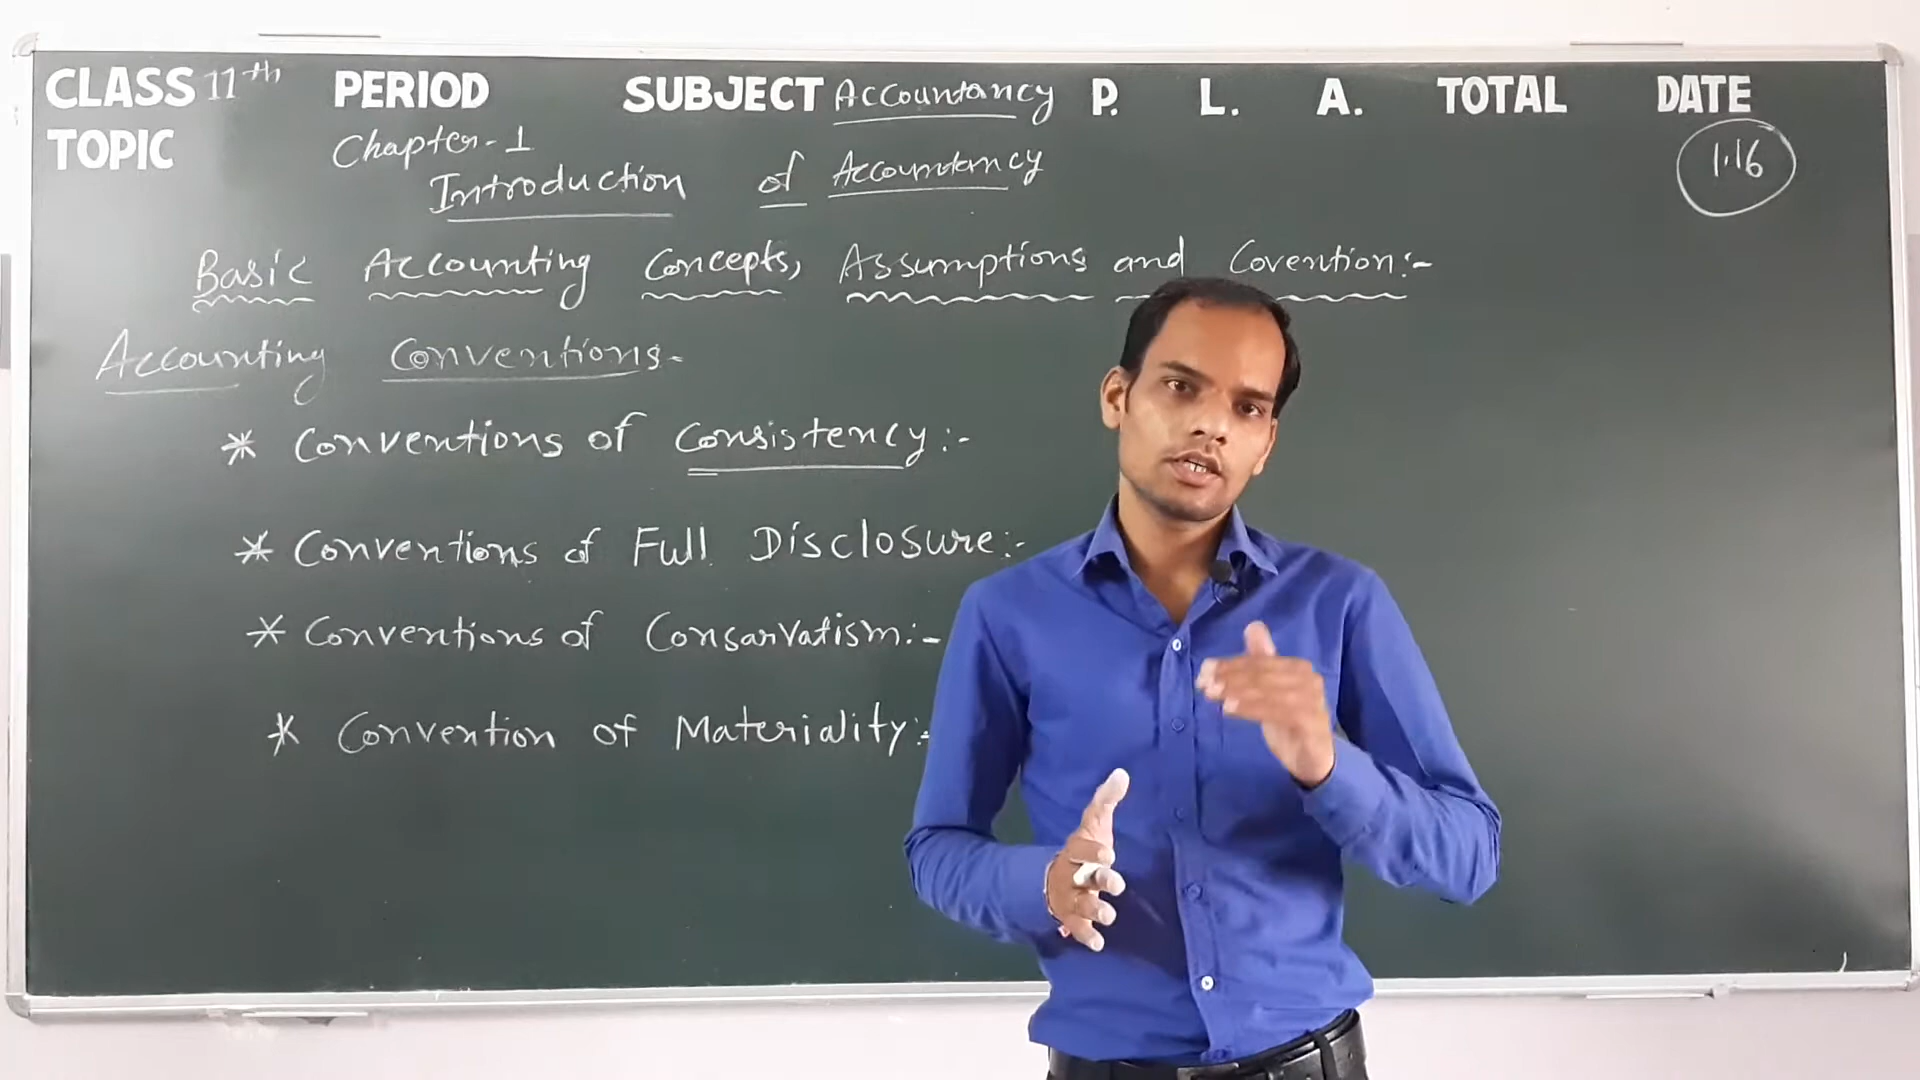 CLASS 11th PERIOD SUBJECT Accountancy P. L. A. TOTAL DATE
TOPIC Chapter-1 1.16
Introduction of Accountancy
Basic Accounting Concepts, Assumptions and Covention:-
Accounting Conventions-
* Conventions of Consistency:-
* Conventions of Full Disclosure:-
* Conventions of Consarvatism:-
* Convention of Materiality:-